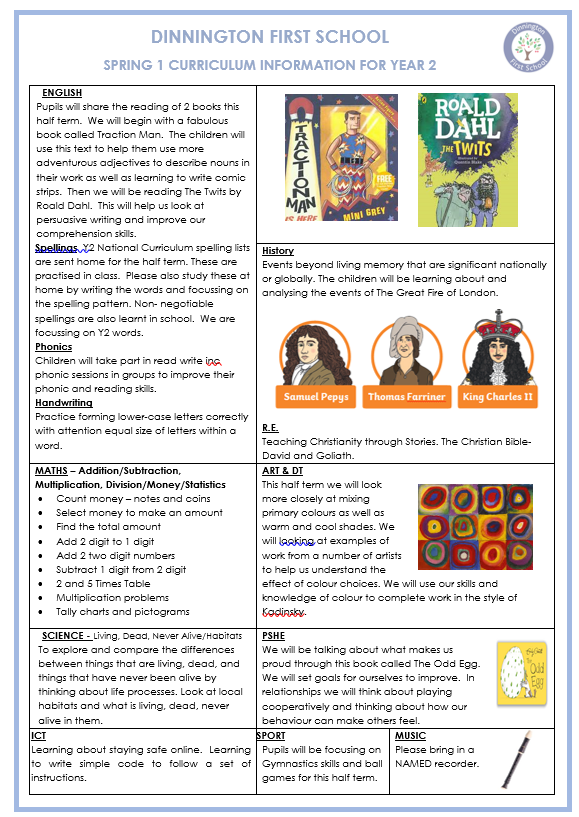 DINNINGTON FIRST SCHOOL
SPRING 1 CURRICULUM INFORMATION FOR YEAR 2
Dinnington
First School
ENGLISH
Pupils will share the reading of 2 books this
half term. We will begin with a fabulous
book called Traction Man. The children will
use this text to help them use more
adventurous adjectives to describe nouns in
their work as well as learning to write comic
strips. Then we will be reading The Twits by
Roald Dahl. This will help us look at
persuasive writing and improve our
comprehension skills.
Spellings Y2 National Curriculum spelling lists
are sent home for the half term. These are
practised in class. Please also study these at
home by writing the words and focussing on
the spelling pattern. Non- negotiable
spellings are also learnt in school. We are
focussing on Y2 words.
Phonics
Children will take part in read write inc
phonic sessions in groups to improve their
phonic and reading skills.
Handwriting
Practice forming lower-case letters correctly
with attention equal size of letters within a
word.
TRACTION
MAN
IS HERE
FREE
MINI GREY
ROALD
DAHL
THE TWITS
History
Events beyond living memory that are significant nationally
or globally. The children will be learning about and
analysing the events of The Great Fire of London.
Samuel Pepys
Thomas Farriner
King Charles II
R.E.
Teaching Christianity through Stories. The Christian Bible-
David and Goliath.
MATHS – Addition/Subtraction,
Multiplication, Division/Money/Statistics
• Count money – notes and coins
• Select money to make an amount
• Find the total amount
• Add 2 digit to 1 digit
• Add 2 two digit numbers
• Subtract 1 digit from 2 digit
• 2 and 5 Times Table
• Multiplication problems
• Tally charts and pictograms
ART & DT
This half term we will look
more closely at mixing
primary colours as well as
warm and cool shades. We
will looking at examples of
work from a number of artists
to help us understand the
effect of colour choices. We will use our skills and
knowledge of colour to complete work in the style of
Kadinsky.
SCIENCE - Living, Dead, Never Alive/Habitats
To explore and compare the differences
between things that are living, dead, and
things that have never been alive by
thinking about life processes. Look at local
habitats and what is living, dead, never
alive in them.
PSHE
We will be talking about what makes us
proud through this book called The Odd Egg.
We will set goals for ourselves to improve. In
relationships we will think about playing
cooperatively and thinking about how our
behaviour can make others feel.
The
Odd
Egg
ICT
Learning about staying safe online. Learning
to write simple code to follow a set of
instructions.
SPORT
Pupils will be focusing on
Gymnastics skills and ball
games for this half term.
MUSIC
Please bring in a
NAMED recorder.